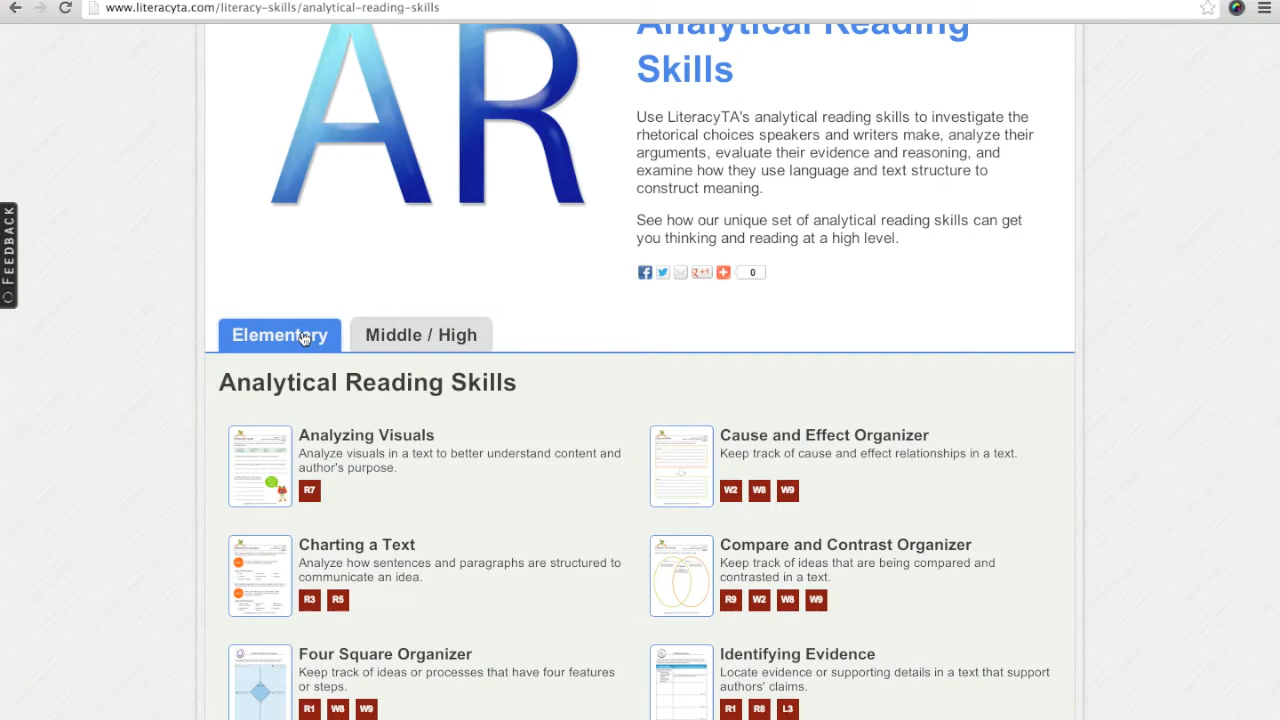 www.literacyta.com/literacy-skills/analytical-reading-skills
AR
Analytical Reading
Skills
Use LiteracyTA's analytical reading skills to investigate the
rhetorical choices speakers and writers make, analyze their
arguments, evaluate their evidence and reasoning, and
examine how they use language and text structure to
construct meaning.
See how our unique set of analytical reading skills can get
you thinking and reading at a high level.
g+1
0
FEEDBACK
Elementary
Middle / High
Analytical Reading Skills
Analyzing Visuals
Analyze visuals in a text to better understand content and
author's purpose.
R7
Cause and Effect Organizer
Keep track of cause and effect relationships in a text.
W2 W8 W9
Charting a Text
Analyze how sentences and paragraphs are structured to
communicate an idea.
R3 R5
Compare and Contrast Organizer
Keep track of ideas that are being compared and
contrasted in a text.
R9 W2 W8 W9
Four Square Organizer
Keep track of ideas or processes that have four features
or steps.
R1 W8 W9
Identifying Evidence
Locate evidence or supporting details in a text that support
authors' claims.
R1 R8 L3